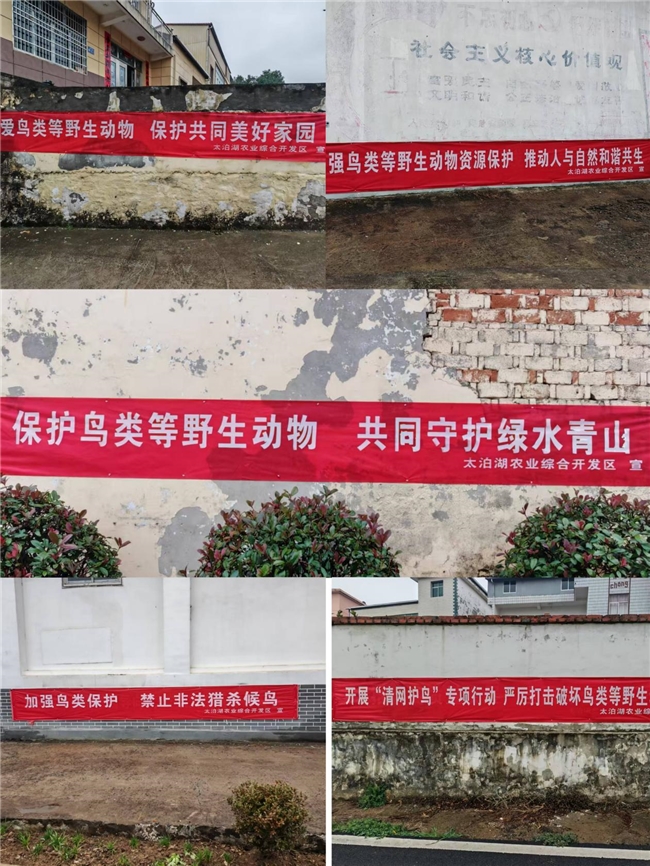 爱鸟类等野生动物 保护共同美好家园
太泊湖农业综合开发区 宣
社会主义核心价值观
强鸟类等野生动物资源保护 推动人与自然和谐共生
太泊湖农业综合开发区 宣
保护鸟类等野生动物 共同守护绿水青山
太泊湖农业综合开发区 宣
加强鸟类保护 禁止非法猎杀候鸟
太泊湖农业综合开发区 宣
cheng
开展“清网护鸟”专项行动 严厉打击破坏鸟类等野生
太泊湖农业综合开